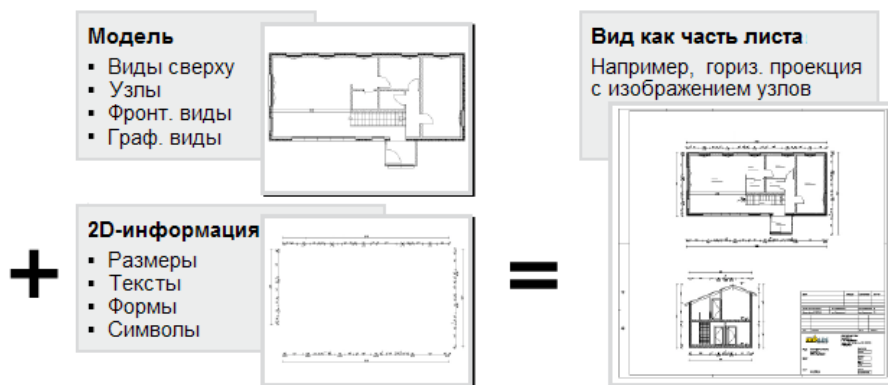 Модель
▪ Виды сверху
▪ Узлы
▪ Фронт. виды
▪ Граф. виды
2D-информация
▪ Размеры
▪ Тексты
▪ Формы
▪ Символы
Вид как часть листа
Например, гориз. проекция
с изображением узлов
+
=